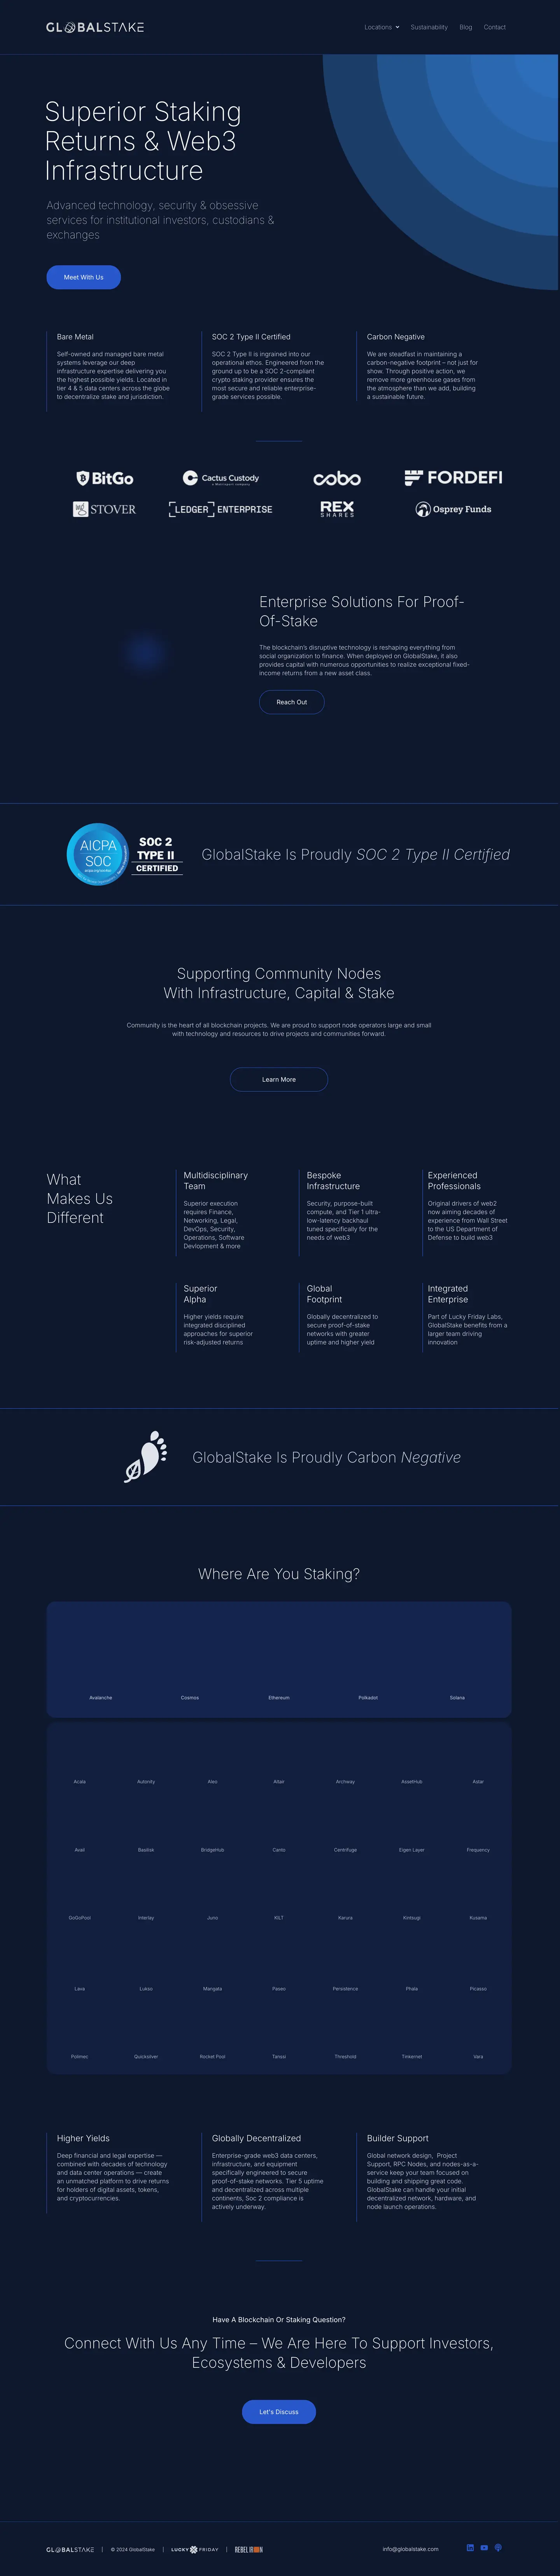 GLOBALSTAKE
Locations
Sustainability
Blog
Contact
Superior Staking
Returns & Web3
Infrastructure
Advanced technology, security & obsessive
services for institutional investors, custodians &
exchanges
Meet With Us
Bare Metal
Self-owned and managed bare metal
systems leverage our deep
infrastructure expertise delivering you
the highest possible yields. Located in
tier 4 & 5 data centers across the globe
to decentralize stake and jurisdiction.
SOC 2 Type II Certified
SOC 2 Type II is ingrained into our
operational ethos. Engineered from the
ground up to be a SOC 2-compliant
crypto staking provider ensures the
most secure and reliable enterprise-
grade services possible.
Carbon Negative
We are steadfast in maintaining a
carbon-negative footprint – not just for
show. Through positive action, we
remove more greenhouse gases from
the atmosphere than we add, building
a sustainable future.
BitGo
Cactus Custody
a Matrixport company
cobo
FORDEFI
STOVER
LEDGER ENTERPRISE
REX
SHARES
Osprey Funds
Enterprise Solutions For Proof-
Of-Stake
The blockchain's disruptive technology is reshaping everything from
social organization to finance. When deployed on GlobalStake, it also
provides capital with numerous opportunities to realize exceptional fixed-
income returns from a new asset class.
Reach Out
AICPA
SOC
SOC 2
TYPE II
CERTIFIED
GlobalStake Is Proudly SOC 2 Type II Certified
Supporting Community Nodes
With Infrastructure, Capital & Stake
Community is the heart of all blockchain projects. We are proud to support node operators large and small
with technology and resources to drive projects and communities forward.
Learn More
What
Makes Us
Different
Multidisciplinary
Team
Superior execution
requires Finance,
Networking, Legal,
DevOps, Security,
Operations, Software
Devlopment & more
Bespoke
Infrastructure
Security, purpose-built
compute, and Tier 1 ultra-
low-latency backhaul
tuned specifically for the
needs of web3
Experienced
Professionals
Original drivers of web2
now aiming decades of
experience from Wall Street
to the US Department of
Defense to build web3
Superior
Alpha
Higher yields require
integrated disciplined
approaches for superior
risk-adjusted returns
Global
Footprint
Globally decentralized to
secure proof-of-stake
networks with greater
uptime and higher yield
Integrated
Enterprise
Part of Lucky Friday Labs,
GlobalStake benefits from a
larger team driving
innovation
GlobalStake Is Proudly Carbon Negative
Where Are You Staking?
Avalanche
Cosmos
Ethereum
Polkadot
Solana
Acala
Autonity
Aleo
Altair
Archway
AssetHub
Astar
Avail
Basilisk
BridgeHub
Canto
Centrifuge
Eigen Layer
Frequency
GoGoPool
Interlay
Juno
KILT
Karura
Kintsugi
Kusama
Lava
Lukso
Mangata
Paseo
Persistence
Phala
Picasso
Polimec
Quicksilver
Rocket Pool
Tanssi
Threshold
Tinkernet
Vara
Higher Yields
Deep financial and legal expertise —
combined with decades of technology
and data center operations — create
an unmatched platform to drive returns
for holders of digital assets, tokens,
and cryptocurrencies.
Globally Decentralized
Enterprise-grade web3 data centers,
infrastructure, and equipment
specifically engineered to secure
proof-of-stake networks. Tier 5 uptime
and decentralized across multiple
continents, Soc 2 compliance is
actively underway.
Builder Support
Global network design, Project
Support, RPC Nodes, and nodes-as-a-
service keep your team focused on
building and shipping great code.
GlobalStake can handle your initial
decentralized network, hardware, and
node launch operations.
Have A Blockchain Or Staking Question?
Connect With Us Any Time – We Are Here To Support Investors,
Ecosystems & Developers
Let's Discuss
GLOBALSTAKE
© 2024 GlobalStake
LUCKY FRIDAY
REBEL MOON
info@globalstake.com